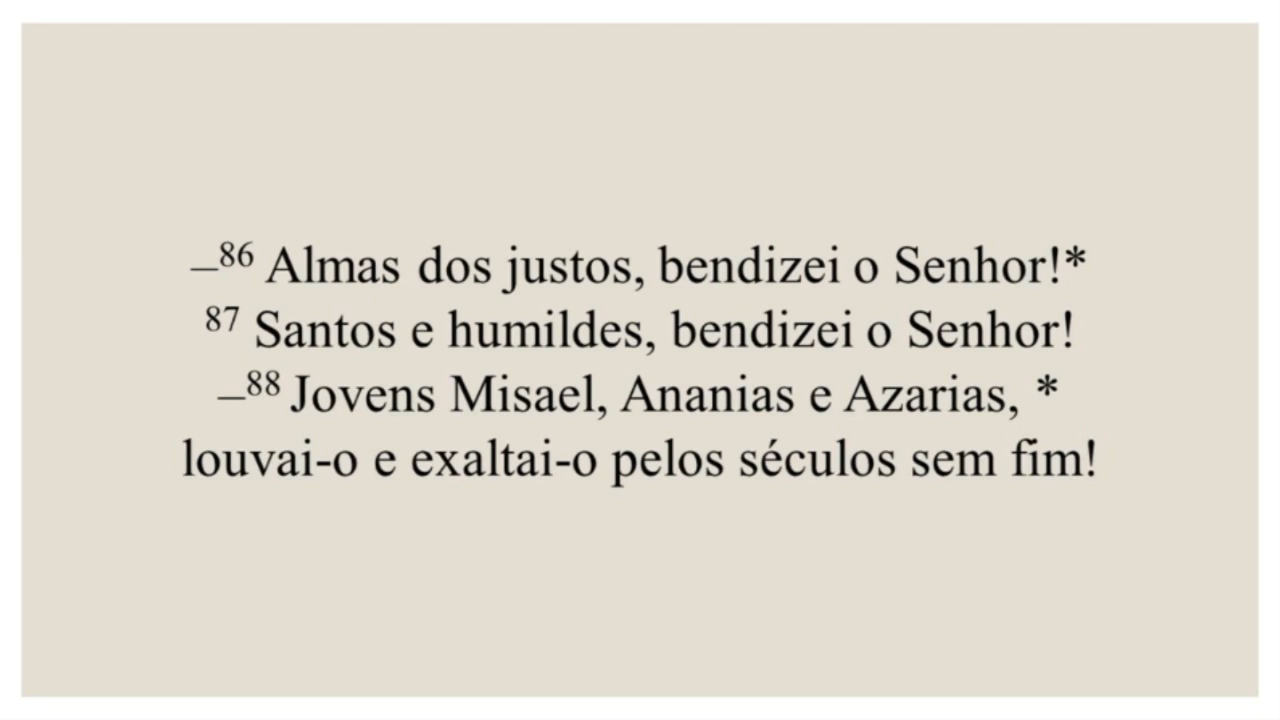 –86 Almas dos justos, bendizei o Senhor!*
87 Santos e humildes, bendizei o Senhor!
–88 Jovens Misael, Ananias e Azarias, *
louvai-o e exaltai-o pelos séculos sem fim!